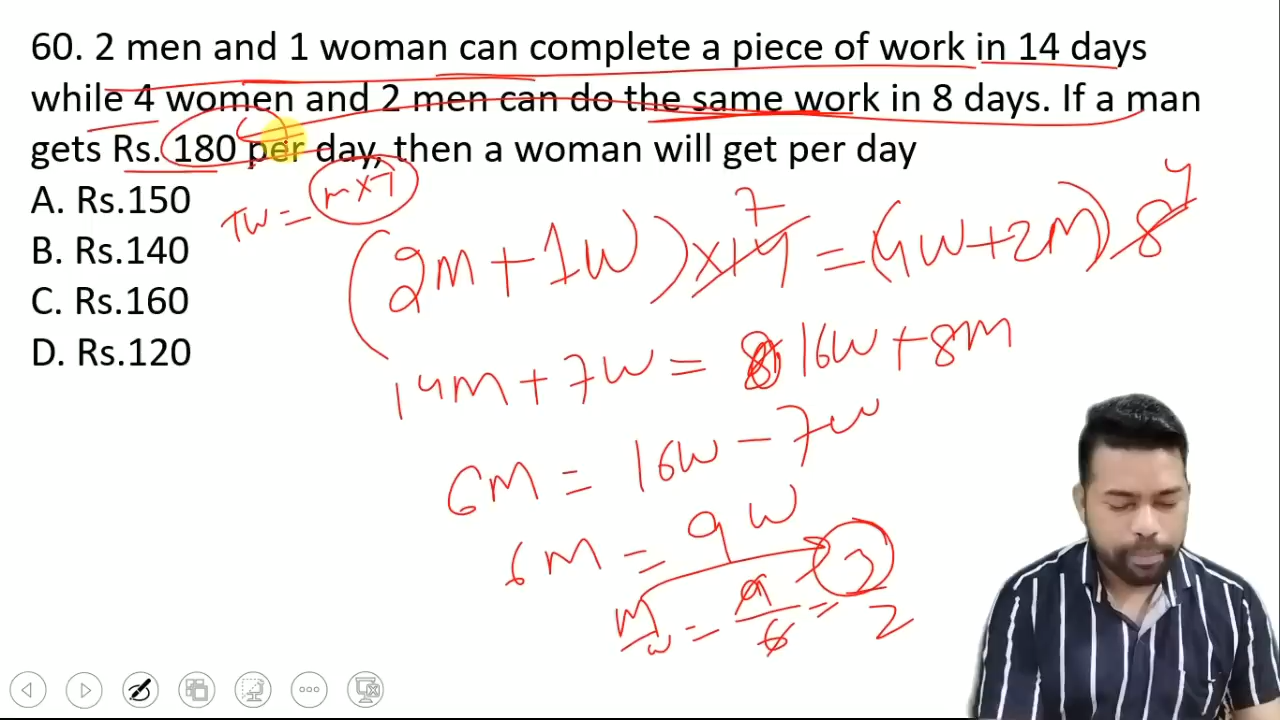 60. 2 men and 1 woman can complete a piece of work in 14 days
while 4 women and 2 men can do the same work in 8 days. If a man
gets Rs. 180 per day, then a woman will get per day
A. Rs.150
B. Rs.140
C. Rs.160
D. Rs.120
TW = m×T
(2M+1W)×14 7 = (4W+2M) 8 4
14M + 7W = 16W + 8M
6M = 16W - 7W
6M = 9W
M/W = 9/6 = 3/2